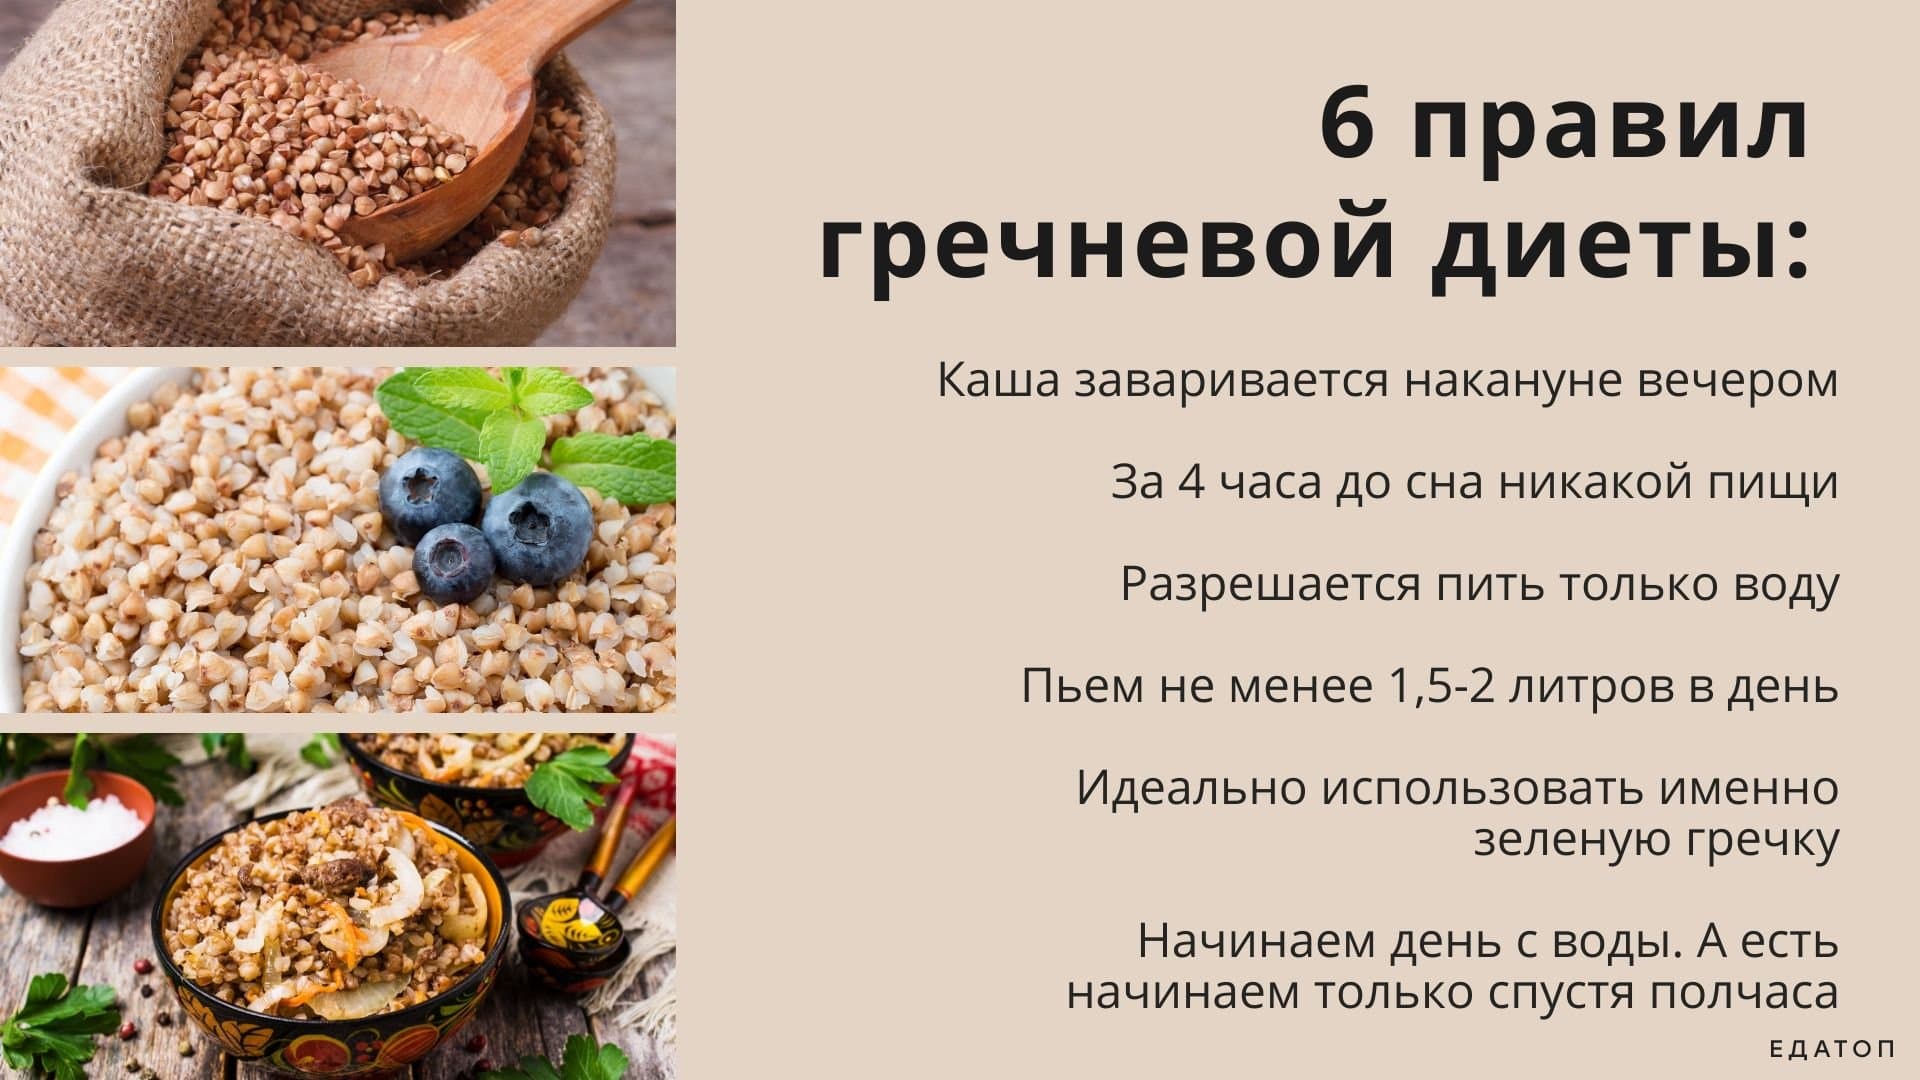 6 правил
гречневой диеты:
Каша заваривается накануне вечером
За 4 часа до сна никакой пищи
Разрешается пить только воду
Пьем не менее 1,5-2 литров в день
Идеально использовать именно
зеленую гречку
Начинаем день с воды. А есть
начинаем только спустя полчаса
ЕДАТОП